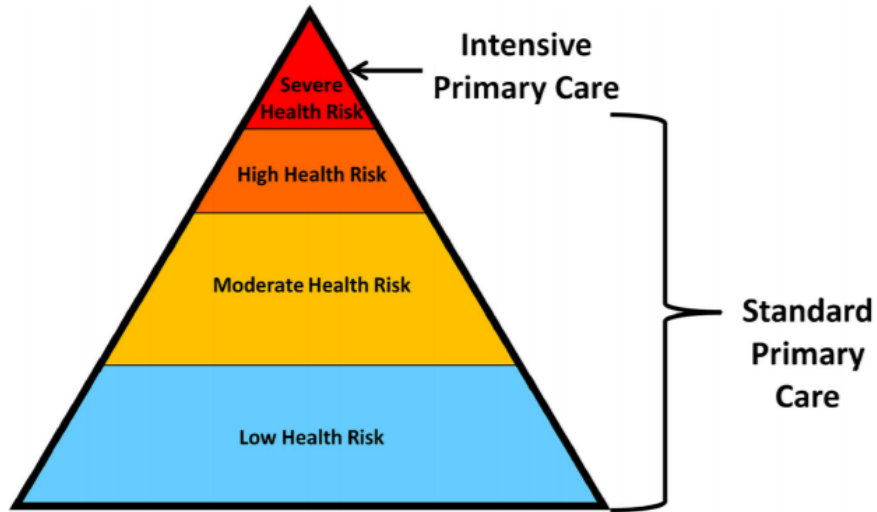 Intensive
Primary Care
Severe
Health Risk
High Health Risk
Moderate Health Risk
Standard
Primary
Care
Low Health Risk